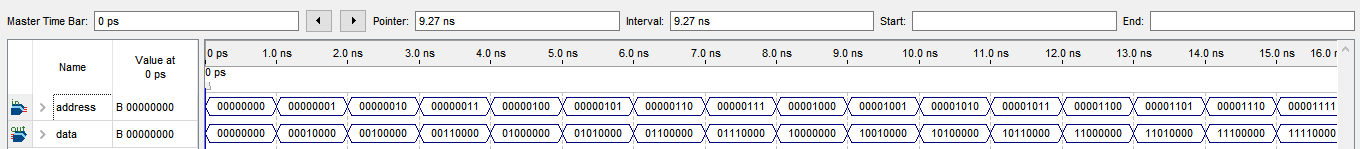 Master Time Bar: 0 ps Pointer: 9.27 ns Interval: 9.27 ns Start: End:
Name Value at 0 ps
0 ps 1.0 ns 2.0 ns 3.0 ns 4.0 ns 5.0 ns 6.0 ns 7.0 ns 8.0 ns 9.0 ns 10.0 ns 11.0 ns 12.0 ns 13.0 ns 14.0 ns 15.0 ns 16.0 n
0 ps
in address B 00000000 00000000 00000001 00000010 00000011 00000100 00000101 00000110 00000111 00001000 00001001 00001010 00001011 00001100 00001101 00001110 00001111
out data B 00000000 00000000 00010000 00100000 00110000 01000000 01010000 01100000 01110000 10000000 10010000 10100000 10110000 11000000 11010000 11100000 11110000